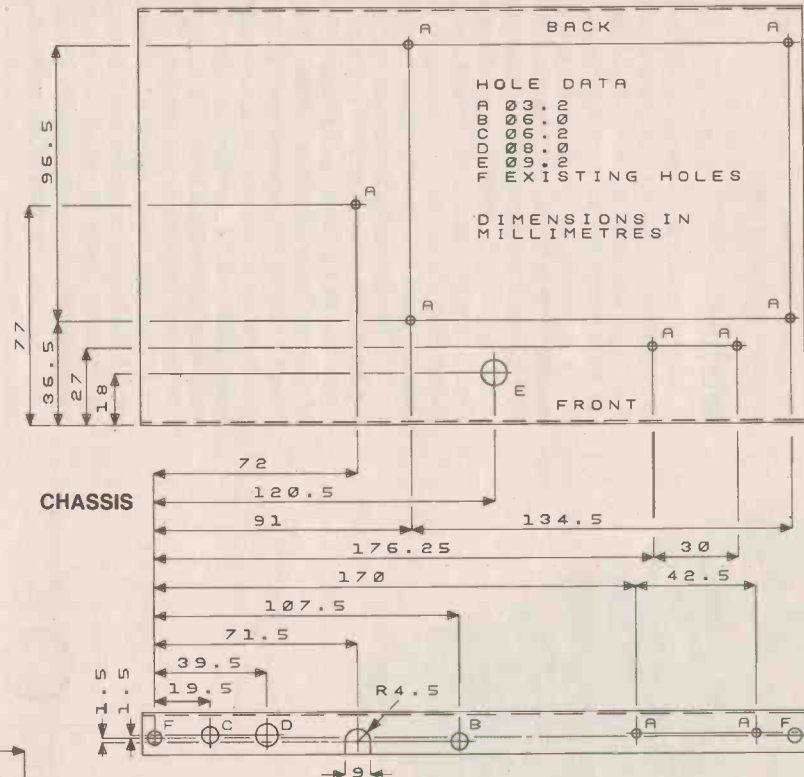 BACK
A
A
HOLE DATA
A Ø3.2
B Ø6.0
C Ø6.2
D Ø8.0
E Ø9.2
F EXISTING HOLES
DIMENSIONS IN
MILLIMETRES
96.5
A
77
36.5
27
18
A
A
A
A
E
FRONT
CHASSIS
72
120.5
91
134.5
176.25
30
170
42.5
107.5
71.5
39.5
19.5
R4.5
1.5
1.5
F
C
D
B
A
A
F
9